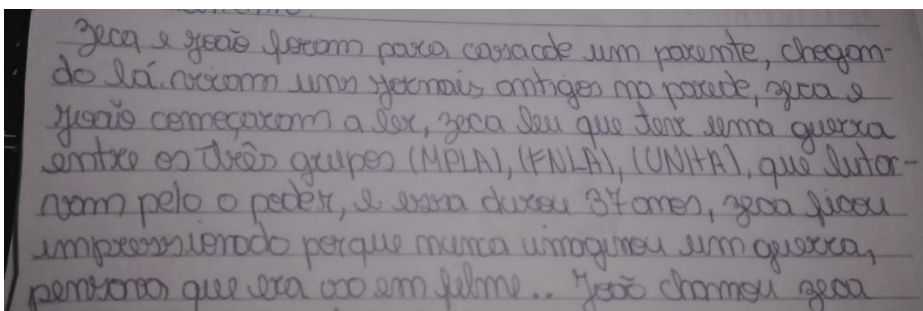 zeca e joão foram para casa de um parente, chegan-
do lá. viram uns jornais antigos na parede, zeca e
joão começaram a ler, zeca leu que teve uma guerra
entre os três grupos (MPLA), (FNLA), (UNITA), que lutar-
vam pelo o poder, e essa durou 37 anos, zeca ficou
impressionado porque nunca imaginou um guerra,
pensava que era so em filme.. João chamou zeca